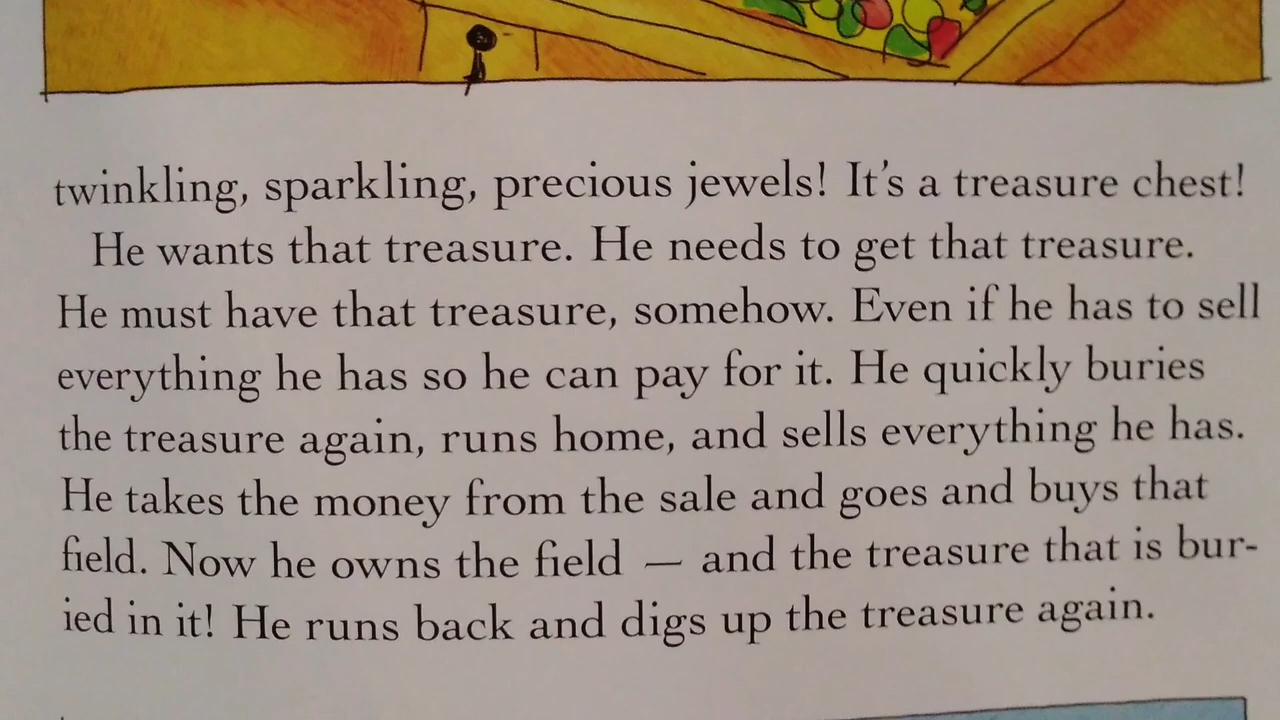 twinkling, sparkling, precious jewels! It's a treasure chest!
He wants that treasure. He needs to get that treasure.
He must have that treasure, somehow. Even if he has to sell
everything he has so he can pay for it. He quickly buries
the treasure again, runs home, and sells everything he has.
He takes the money from the sale and goes and buys that
field. Now he owns the field — and the treasure that is bur-
ied in it! He runs back and digs up the treasure again.